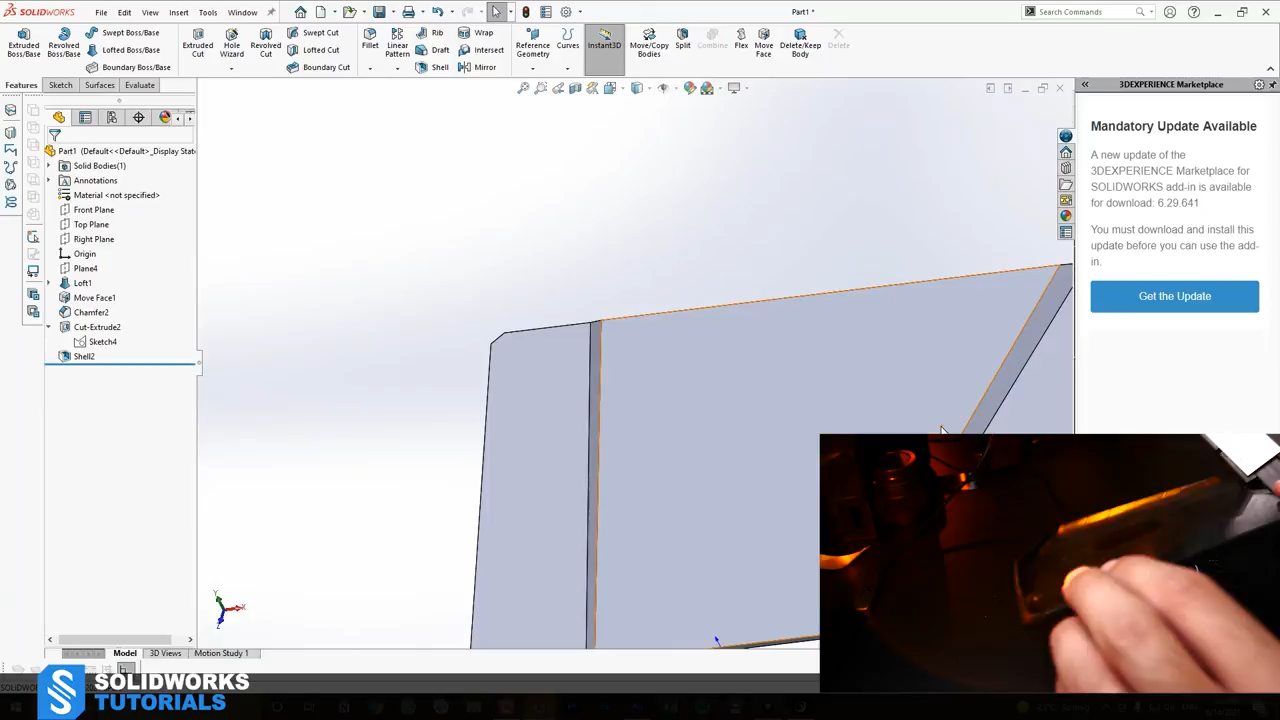 SOLIDWORKS
File
Edit
View
Insert
Tools
Window
Part1 *
Search Commands
Extruded Boss/Base
Revolved Boss/Base
Swept Boss/Base
Lofted Boss/Base
Boundary Boss/Base
Extruded Cut
Hole Wizard
Revolved Cut
Swept Cut
Lofted Cut
Boundary Cut
Fillet
Linear Pattern
Rib
Draft
Shell
Wrap
Intersect
Mirror
Reference Geometry
Curves
Instant3D
Move/Copy Bodies
Split
Combine
Flex
Move Face
Delete/Keep Body
Delete
Features
Sketch
Surfaces
Evaluate
3DEXPERIENCE Marketplace
Part1 (Default<<Default>_Display Stat
Solid Bodies(1)
Annotations
Material <not specified>
Front Plane
Top Plane
Right Plane
Origin
Plane4
Loft1
Move Face1
Chamfer2
Cut-Extrude2
Sketch4
Shell2
Mandatory Update Available
A new update of the
3DEXPERIENCE Marketplace for
SOLIDWORKS add-in is available
for download: 6.29.641
You must download and install this
update before you can use the add-
in.
Get the Update
Y
X
Z
Model
3D Views
Motion Study 1
SOLIDWORKS
TUTORIALS